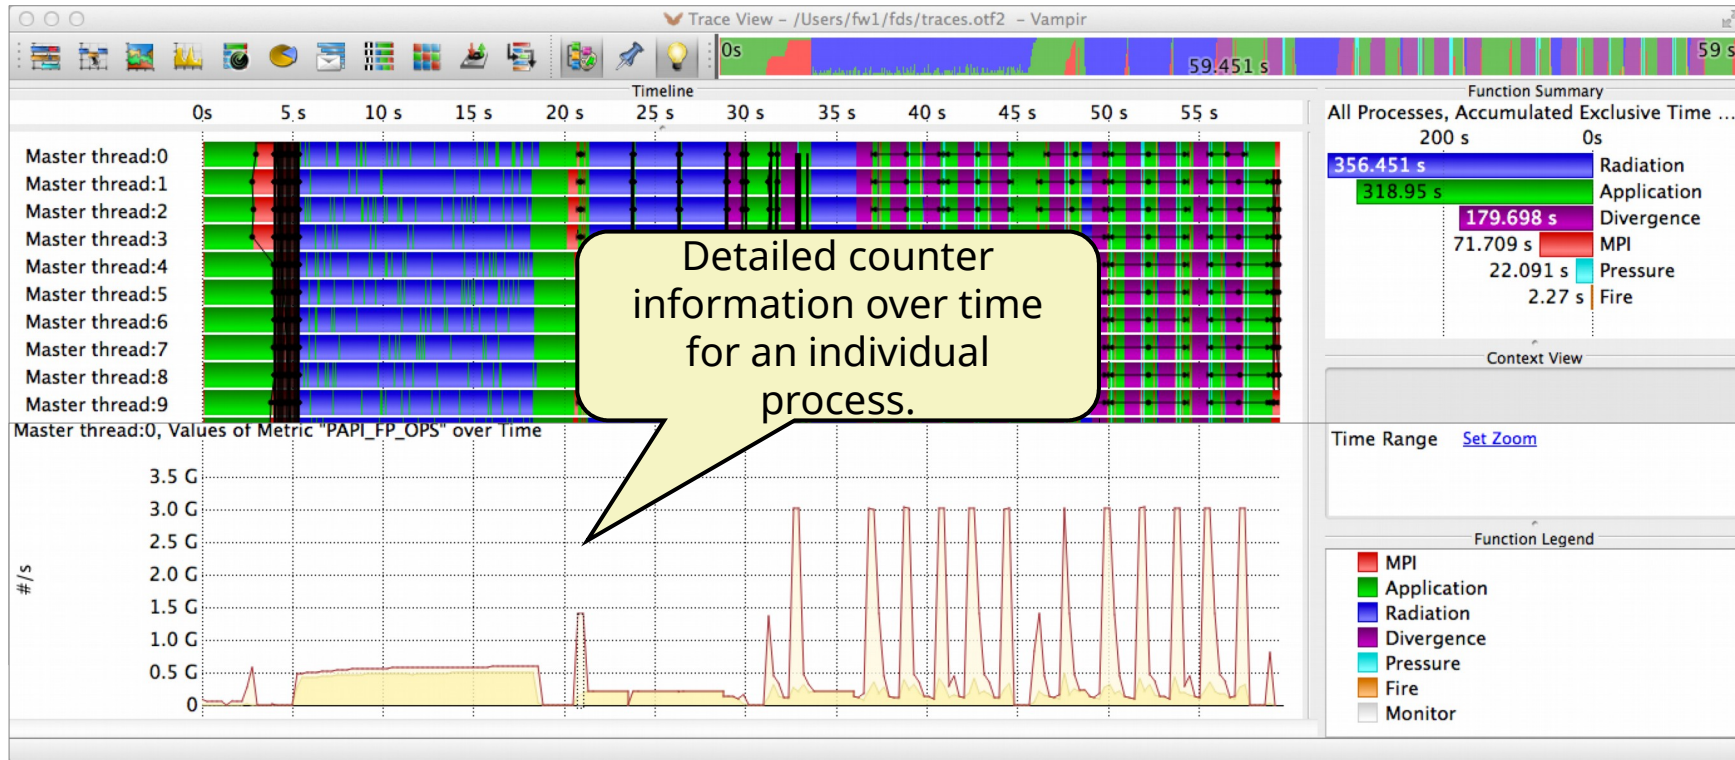 Trace View – /Users/fw1/fds/traces.otf2 – Vampir
0s
59.451 s
59 s
Timeline
0s 5 s 10 s 15 s 20 s 25 s 30 s 35 s 40 s 45 s 50 s 55 s
Master thread:0
Master thread:1
Master thread:2
Master thread:3
Master thread:4
Master thread:5
Master thread:6
Master thread:7
Master thread:8
Master thread:9
Detailed counter
information over time
for an individual
process.
Master thread:0, Values of Metric "PAPI_FP_OPS" over Time
3.5 G
3.0 G
2.5 G
2.0 G
1.5 G
1.0 G
0.5 G
0
#/s
Function Summary
All Processes, Accumulated Exclusive Time ...
200 s 0s
356.451 s Radiation
318.95 s Application
179.698 s Divergence
71.709 s MPI
22.091 s Pressure
2.27 s Fire
Context View
Time Range Set Zoom
Function Legend
MPI
Application
Radiation
Divergence
Pressure
Fire
Monitor